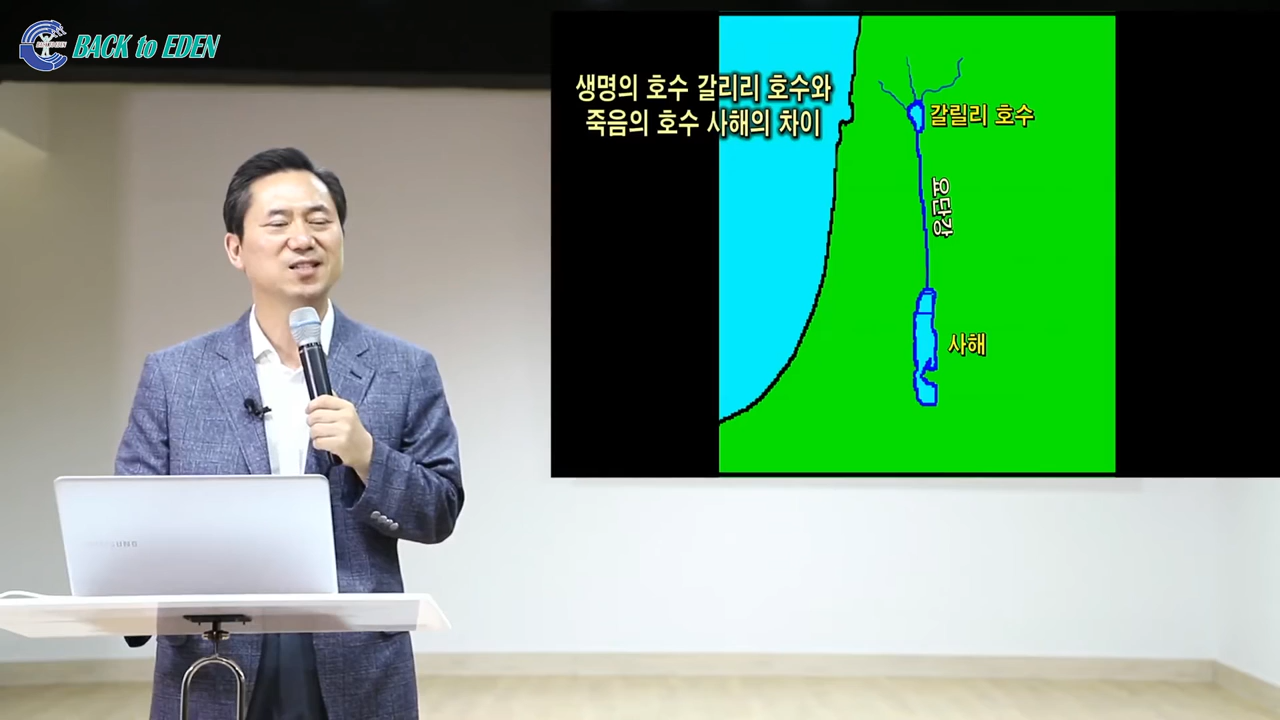 BACK to EDEN
생명의 호수 갈리리 호수와
죽음의 호수 사해의 차이
갈릴리 호수
요단강
사해